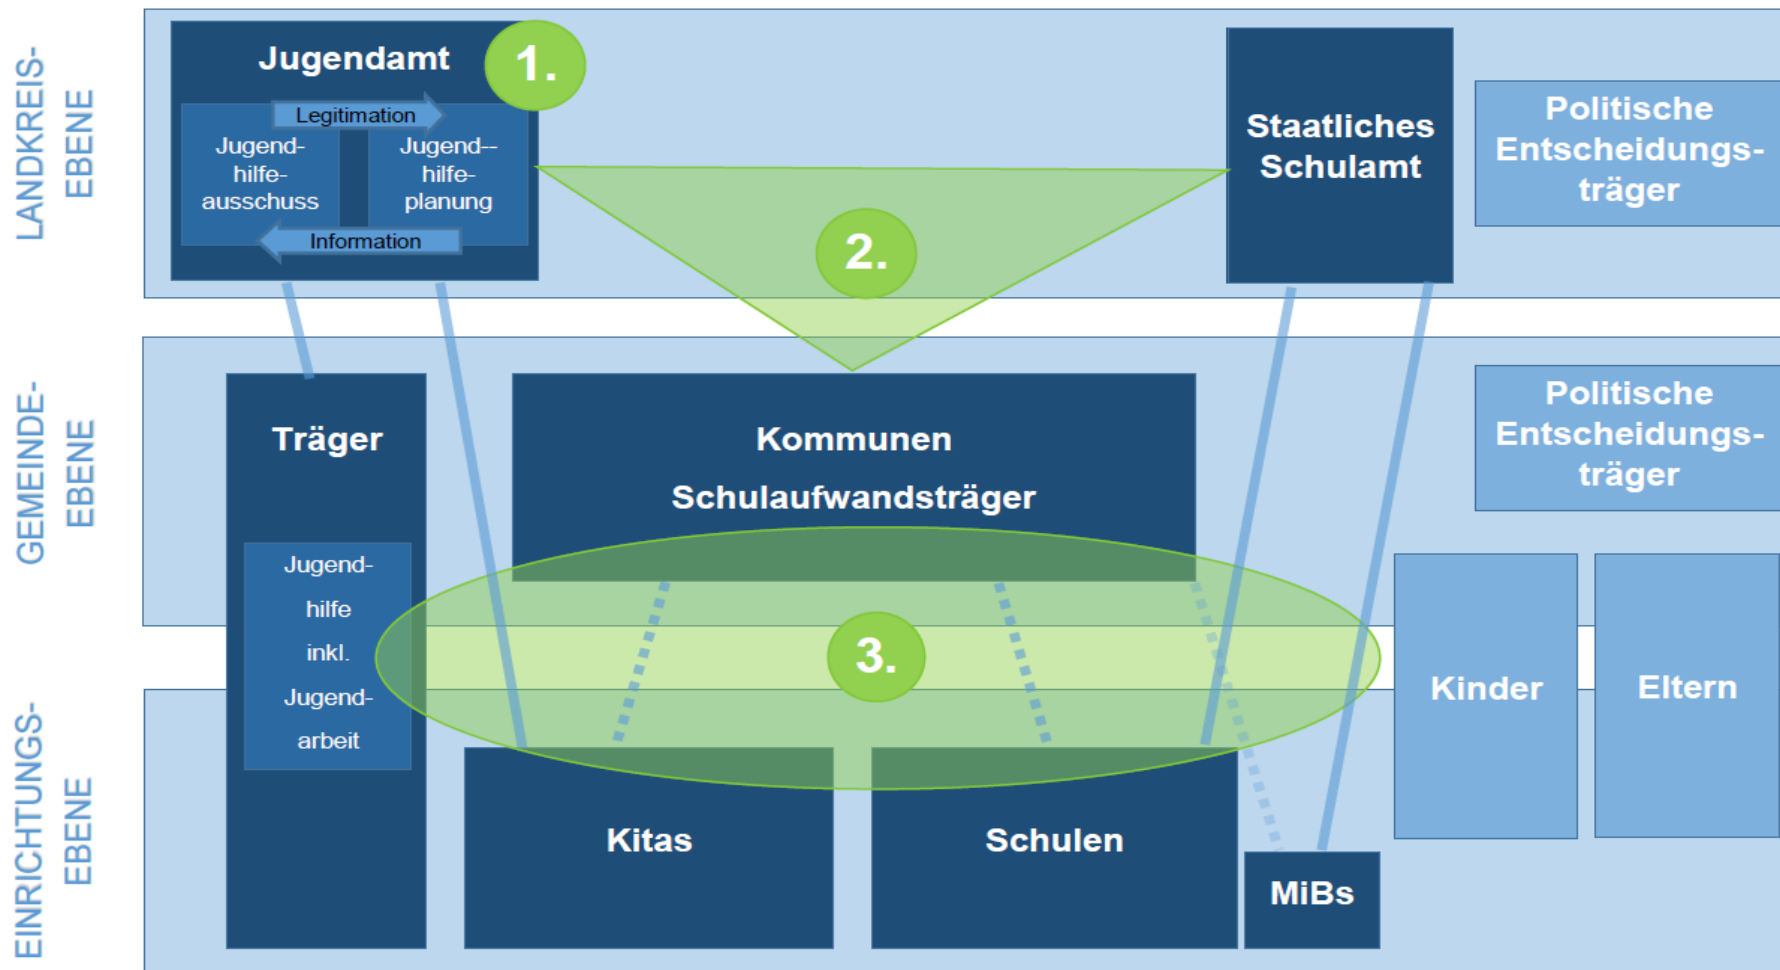 LANDKREIS-
EBENE
Jugendamt
1.
Legitimation
Jugend-
hilfe-
ausschuss
Jugend--
hilfe-
planung
Information
2.
Staatliches
Schulamt
Politische
Entscheidungs-
träger
GEMEINDE-
EBENE
Träger
Jugend-
hilfe
inkl.
Jugend-
arbeit
Kommunen
Schulaufwandsträger
Politische
Entscheidungs-
träger
3.
Kinder
Eltern
EINRICHTUNGS-
EBENE
Kitas
Schulen
MiBs